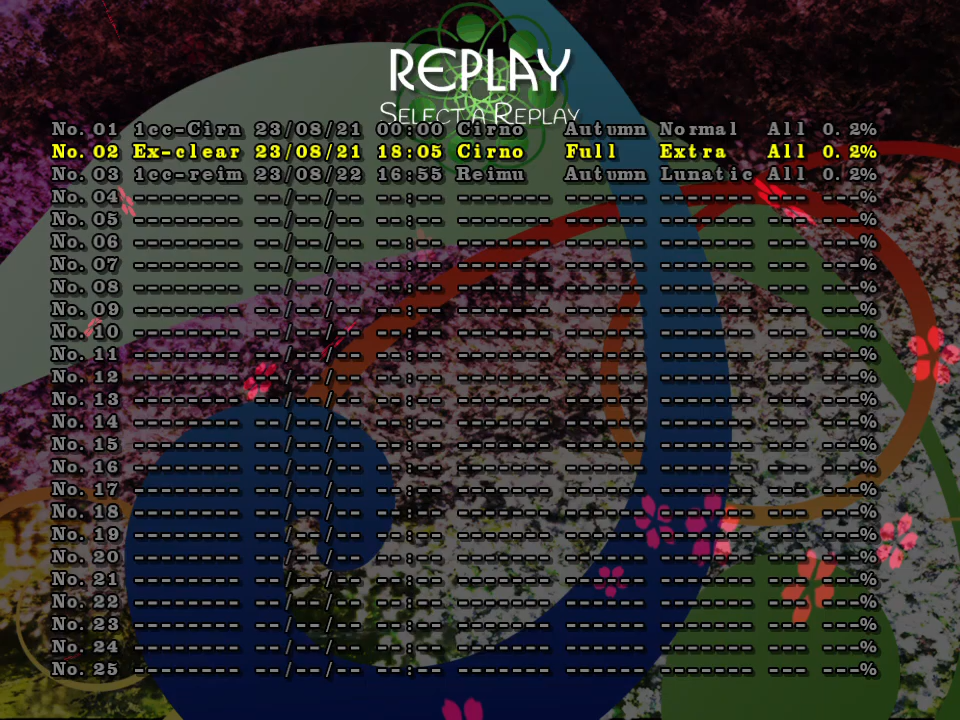 REPLAY
SELECT A REPLAY
No. 01 1cc-Cirn 23/08/21 00:00 Cirno Autumn Normal All 0.2%
No. 02 Ex-clear 23/08/21 18:05 Cirno Full Extra All 0.2%
No. 03 1cc-reim 23/08/22 16:55 Reimu Autumn Lunatic All 0.2%
No. 04 -------- --/--/-- --:-- ------- ------ ------- --- ---%
No. 05 -------- --/--/-- --:-- ------- ------ ------- --- ---%
No. 06 -------- --/--/-- --:-- ------- ------ ------- --- ---%
No. 07 -------- --/--/-- --:-- ------- ------ ------- --- ---%
No. 08 -------- --/--/-- --:-- ------- ------ ------- --- ---%
No. 09 -------- --/--/-- --:-- ------- ------ ------- --- ---%
No. 10 -------- --/--/-- --:-- ------- ------ ------- --- ---%
No. 11 -------- --/--/-- --:-- ------- ------ ------- --- ---%
No. 12 -------- --/--/-- --:-- ------- ------ ------- --- ---%
No. 13 -------- --/--/-- --:-- ------- ------ ------- --- ---%
No. 14 -------- --/--/-- --:-- ------- ------ ------- --- ---%
No. 15 -------- --/--/-- --:-- ------- ------ ------- --- ---%
No. 16 -------- --/--/-- --:-- ------- ------ ------- --- ---%
No. 17 -------- --/--/-- --:-- ------- ------ ------- --- ---%
No. 18 -------- --/--/-- --:-- ------- ------ ------- --- ---%
No. 19 -------- --/--/-- --:-- ------- ------ ------- --- ---%
No. 20 -------- --/--/-- --:-- ------- ------ ------- --- ---%
No. 21 -------- --/--/-- --:-- ------- ------ ------- --- ---%
No. 22 -------- --/--/-- --:-- ------- ------ ------- --- ---%
No. 23 -------- --/--/-- --:-- ------- ------ ------- --- ---%
No. 24 -------- --/--/-- --:-- ------- ------ ------- --- ---%
No. 25 -------- --/--/-- --:-- ------- ------ ------- --- ---%